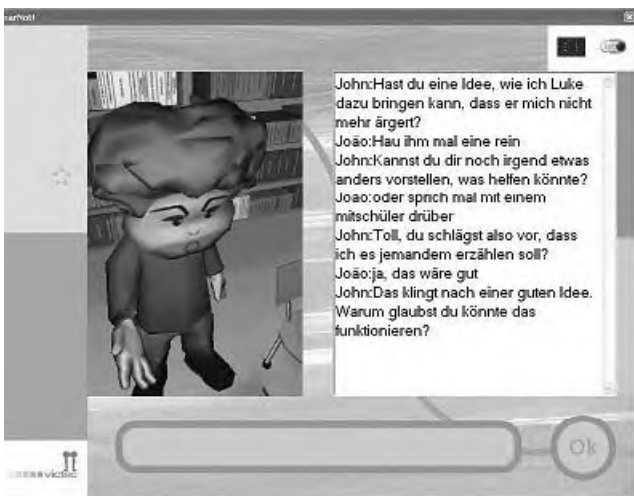 earNot!
John:Hast du eine Idee, wie ich Luke
dazu bringen kann, dass er mich nicht
mehr ärgert?
João:Hau ihm mal eine rein
John:Kannst du dir noch irgend etwas
anders vorstellen, was helfen könnte?
Joao:oder sprich mal mit einem
mitschüler drüber
John:Toll, du schlägst also vor, dass
ich es jemandem erzählen soll?
João:ja, das wäre gut
John:Das klingt nach einer guten Idee.
Warum glaubst du könnte das
funktionieren?
Ok
victec